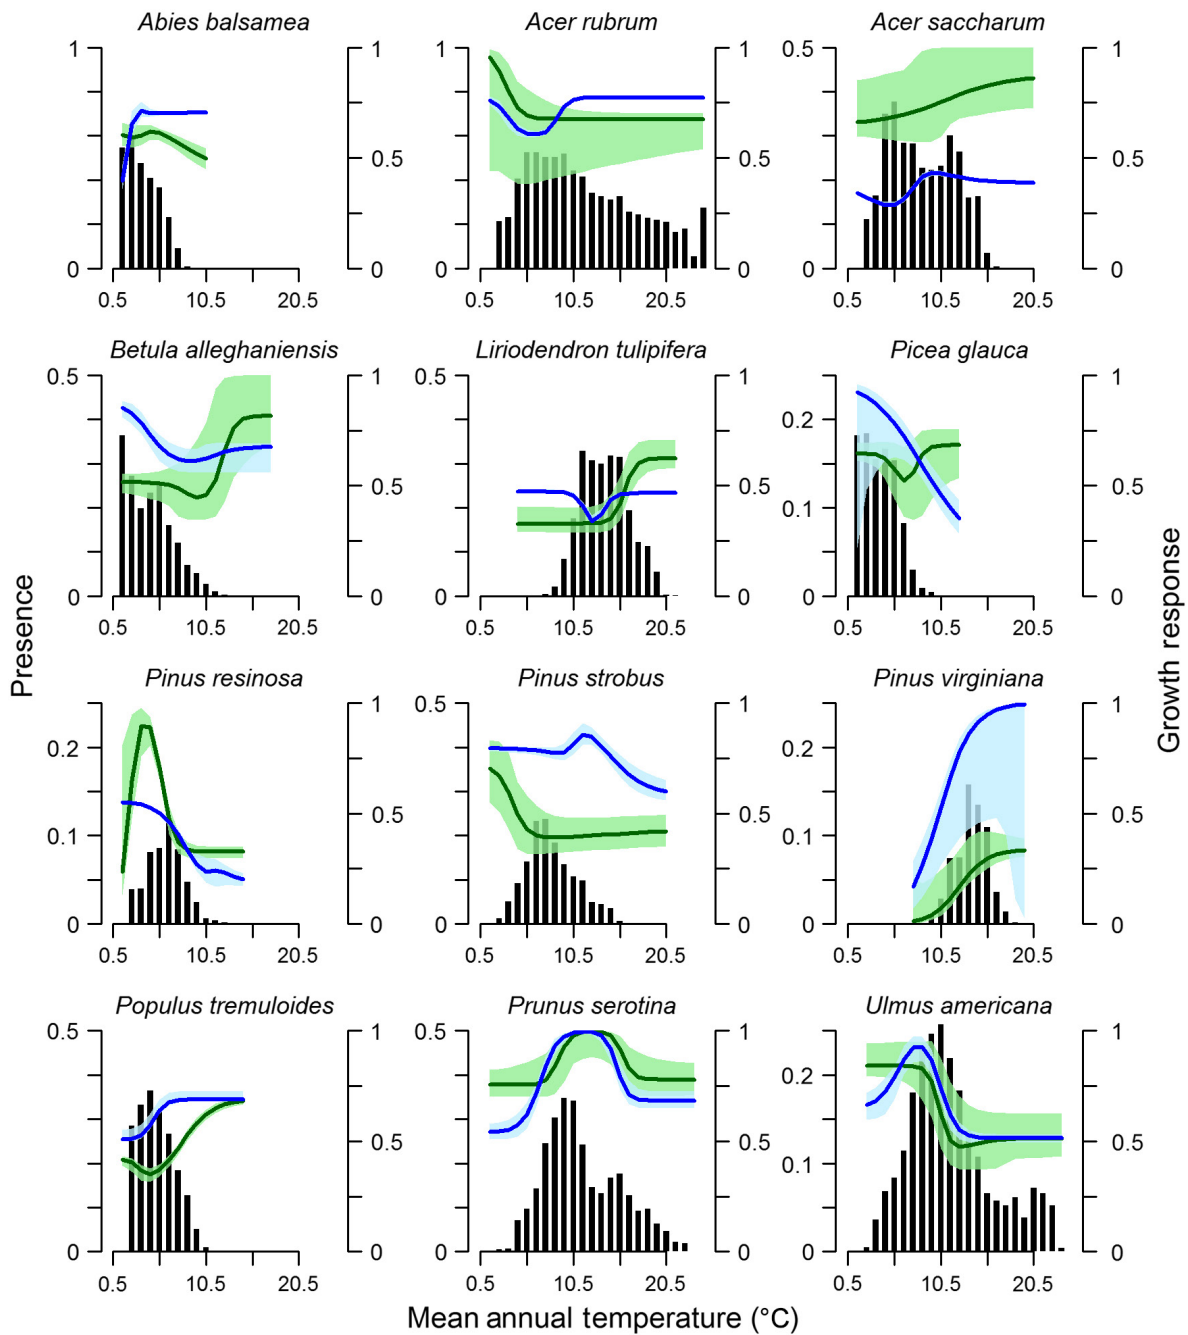 Abies balsamea Acer rubrum Acer saccharum
1 1 1 1 0.5 1
0.5 0.5 0.5
0 0 0 0 0 0
0.5 10.5 20.5 0.5 10.5 20.5 0.5 10.5 20.5
Betula alleghaniensis Liriodendron tulipifera Picea glauca
0.5 1 0.5 1 1
0.2
0.5 0.5 0.5
0.1
0 0 0 0 0 0
0.5 10.5 20.5 0.5 10.5 20.5 0.5 10.5 20.5
Presence
Growth response
Pinus resinosa Pinus strobus Pinus virginiana
1 0.5 1 1
0.2 0.2
0.5 0.5 0.5
0.1 0.1
0 0 0 0 0 0
0.5 10.5 20.5 0.5 10.5 20.5 0.5 10.5 20.5
Populus tremuloides Prunus serotina Ulmus americana
0.5 1 0.5 1 1
0.2
0.5 0.5 0.5
0.1
0 0 0 0 0 0
0.5 10.5 20.5 0.5 10.5 20.5 0.5 10.5 20.5
Mean annual temperature (°C)